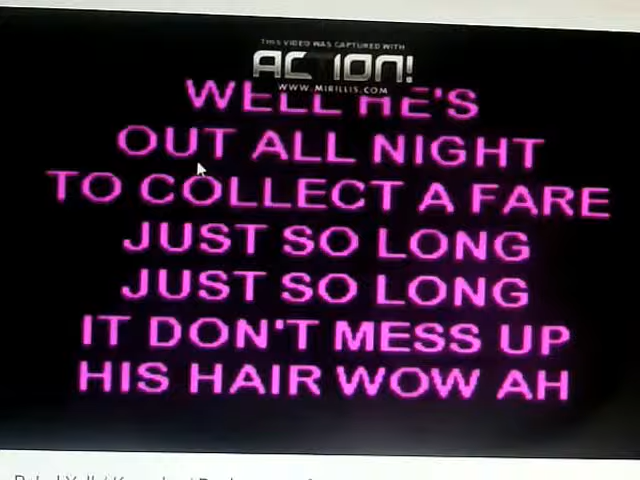 THIS VIDEO WAS CAPTURED WITH
ACTION!
WWW.MIRILLIS.COM
WELL HE'S
OUT ALL NIGHT
TO COLLECT A FARE
JUST SO LONG
JUST SO LONG
IT DON'T MESS UP
HIS HAIR WOW AH